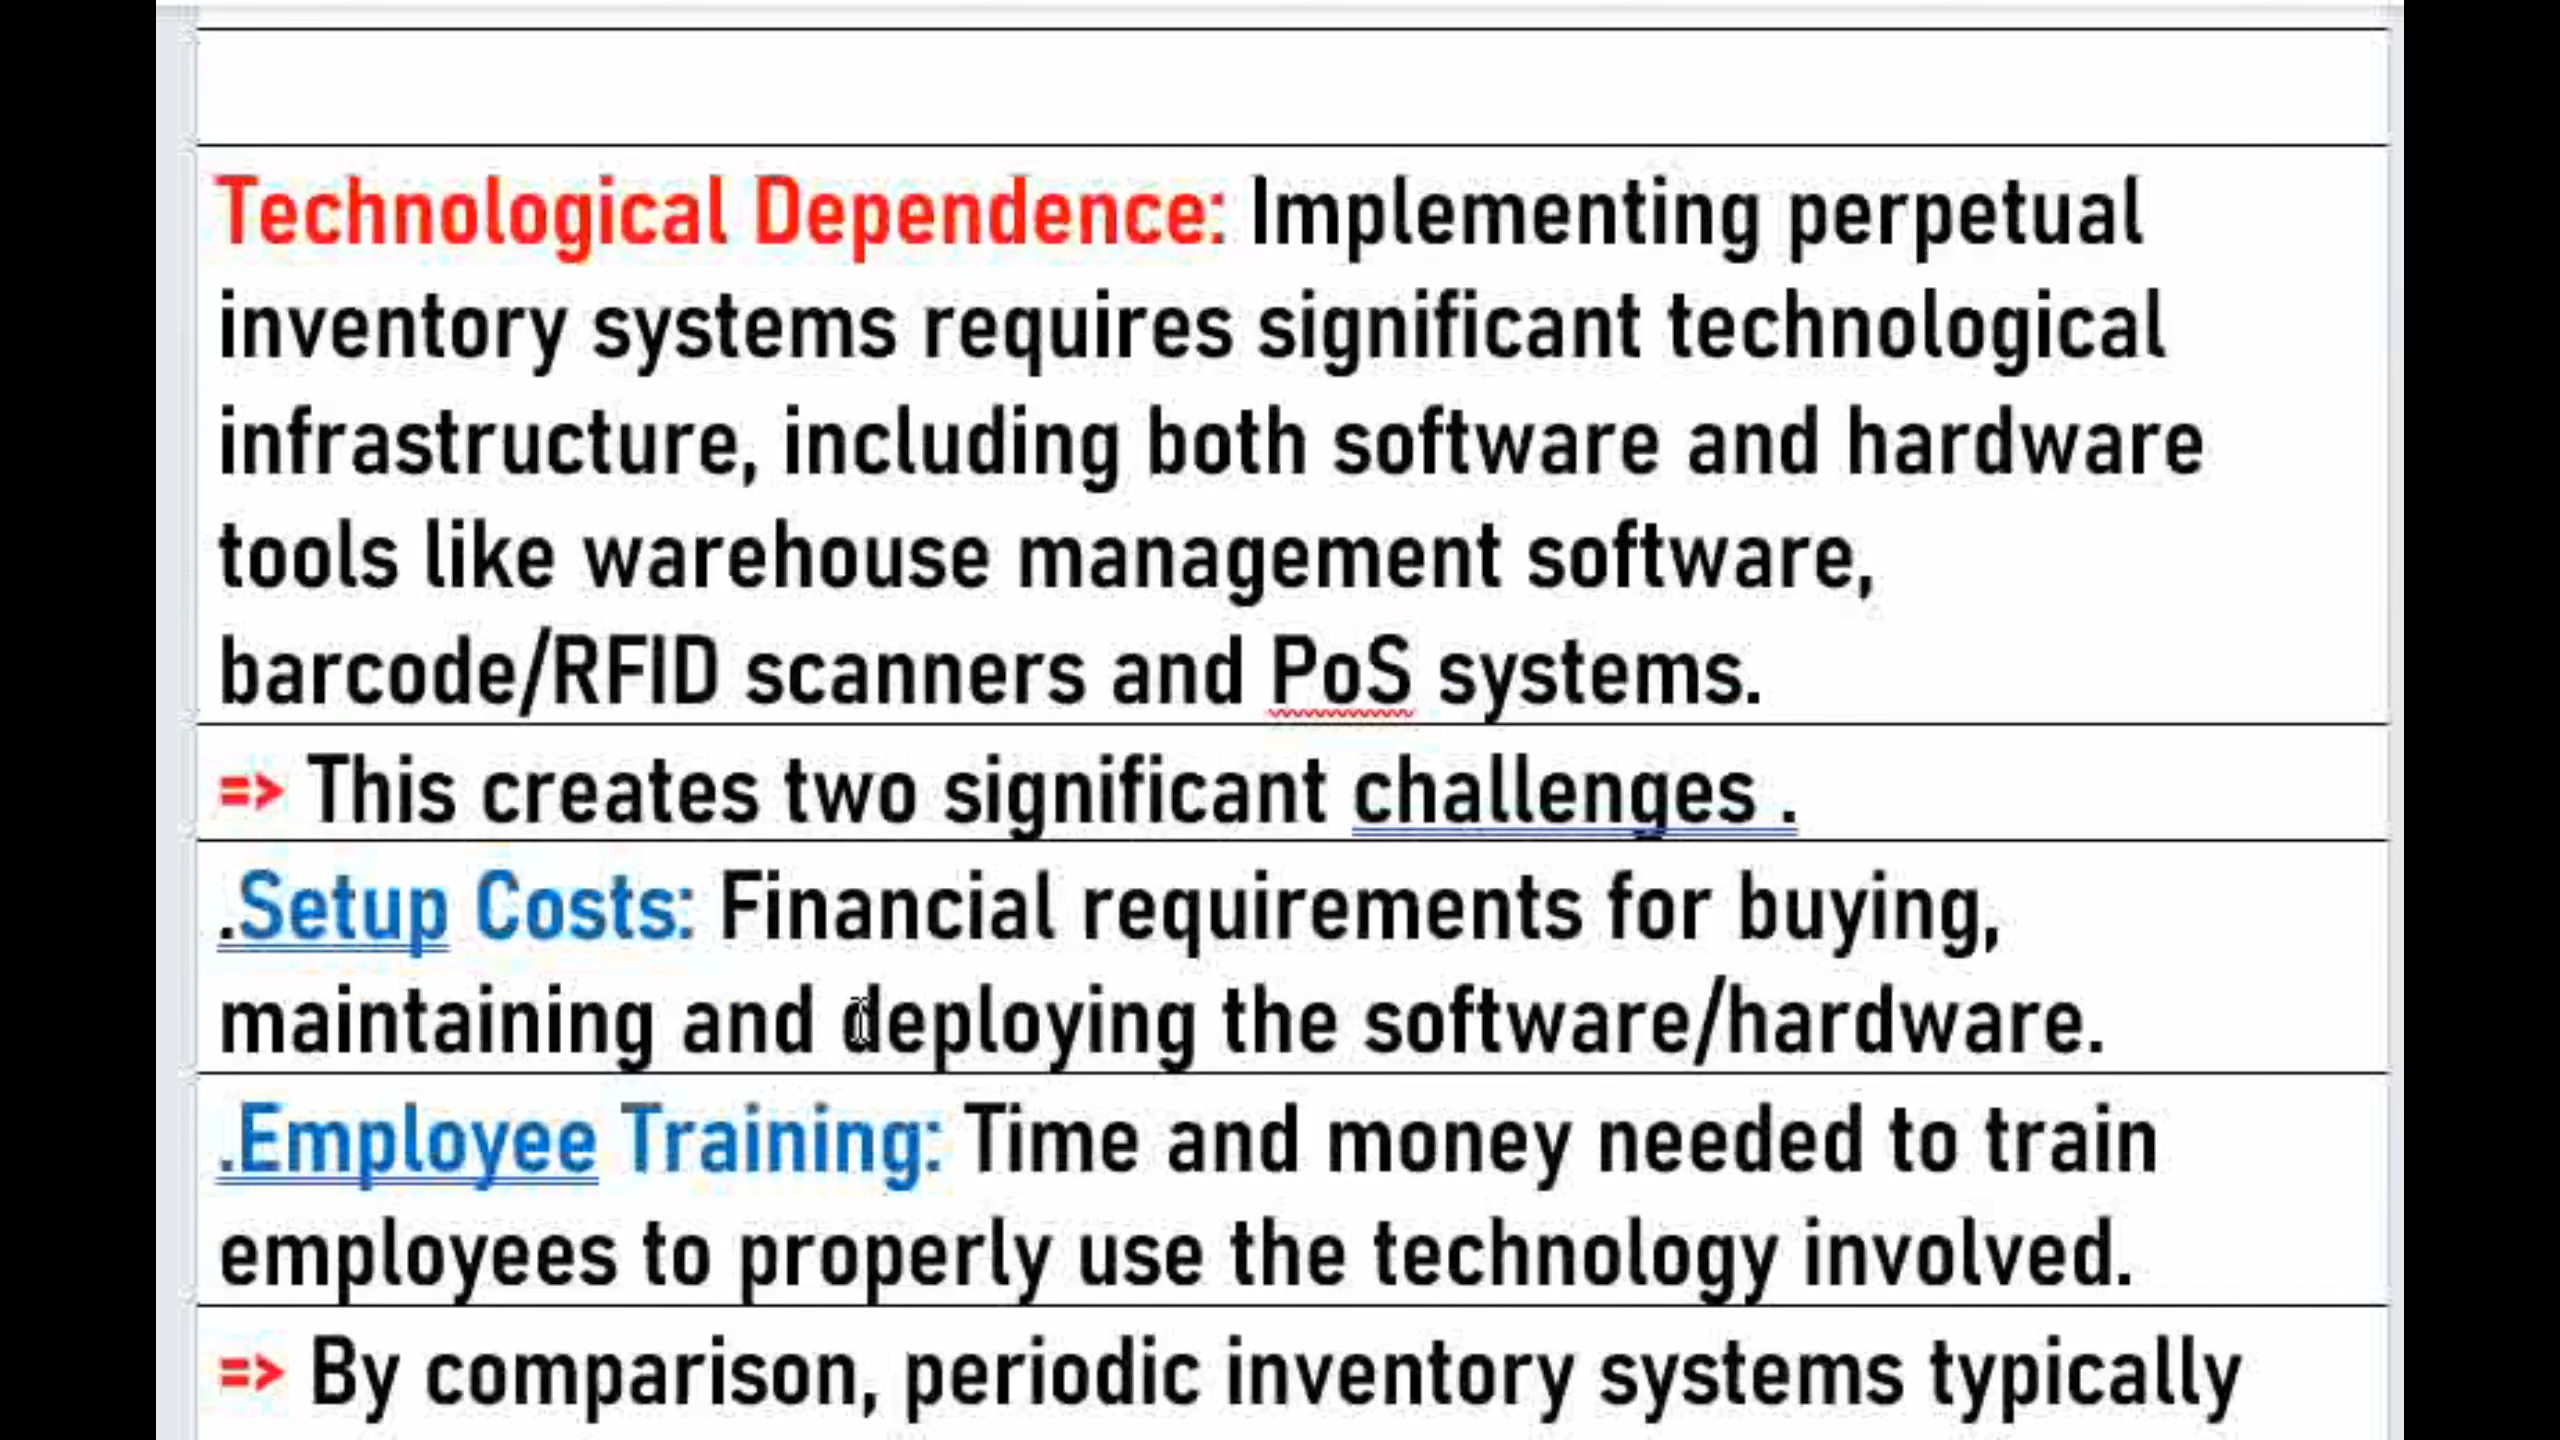 Technological Dependence: Implementing perpetual
inventory systems requires significant technological
infrastructure, including both software and hardware
tools like warehouse management software,
barcode/RFID scanners and PoS systems.
=> This creates two significant challenges .
.Setup Costs: Financial requirements for buying,
maintaining and deploying the software/hardware.
.Employee Training: Time and money needed to train
employees to properly use the technology involved.
=> By comparison, periodic inventory systems typically